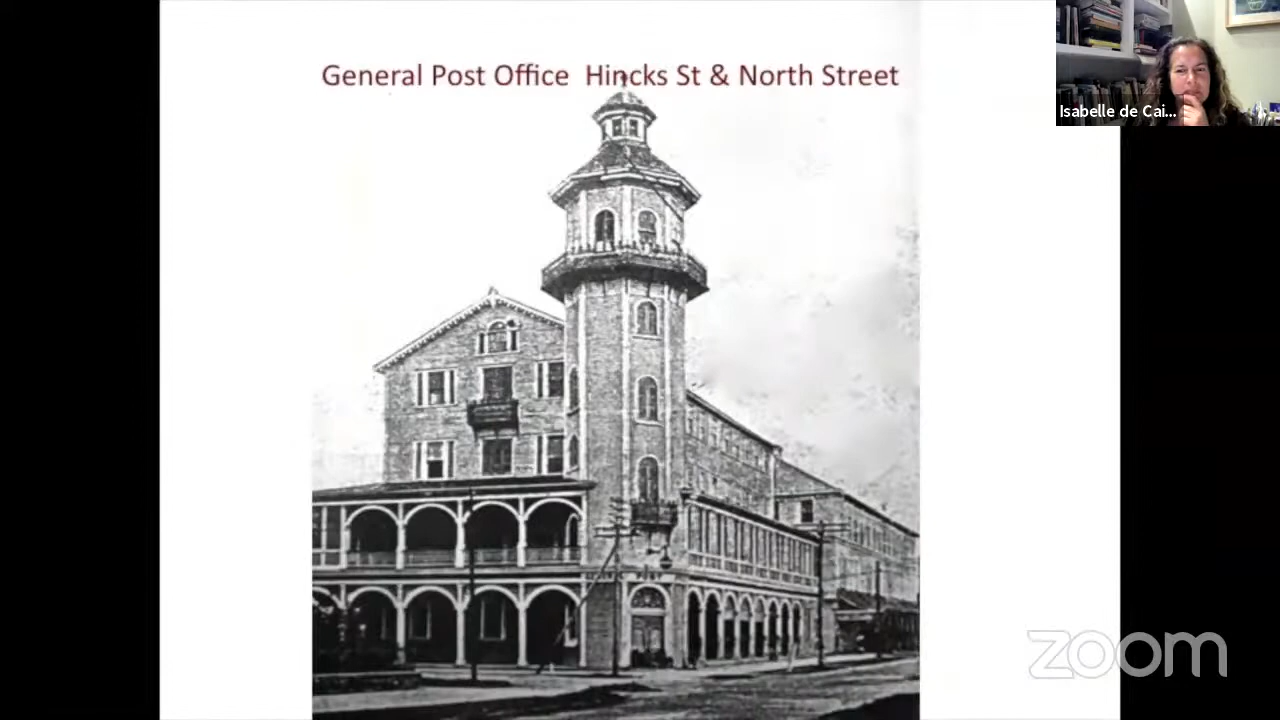 General Post Office  Hincks St & North Street
Isabelle de Cai...
zoom